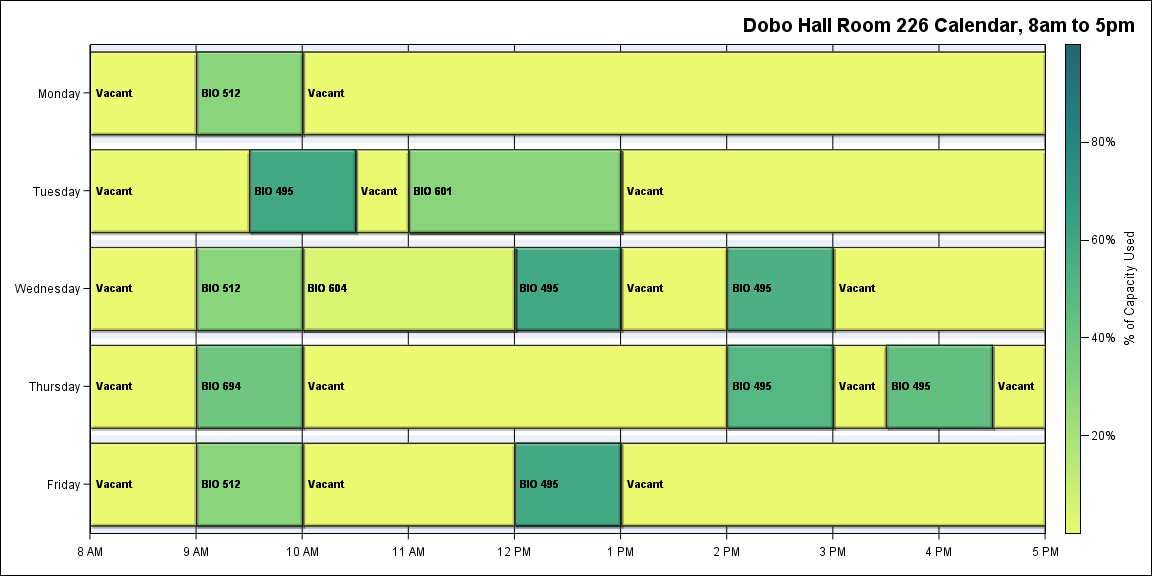 Dobo Hall Room 226 Calendar, 8am to 5pm
Monday
Vacant
BIO 512
Vacant
Tuesday
Vacant
BIO 495
Vacant
BIO 601
Vacant
Wednesday
Vacant
BIO 512
BIO 604
BIO 495
Vacant
BIO 495
Vacant
Thursday
Vacant
BIO 694
Vacant
BIO 495
Vacant
BIO 495
Vacant
Friday
Vacant
BIO 512
Vacant
BIO 495
Vacant
8 AM
9 AM
10 AM
11 AM
12 PM
1 PM
2 PM
3 PM
4 PM
5 PM
80%
60%
40%
20%
% of Capacity Used